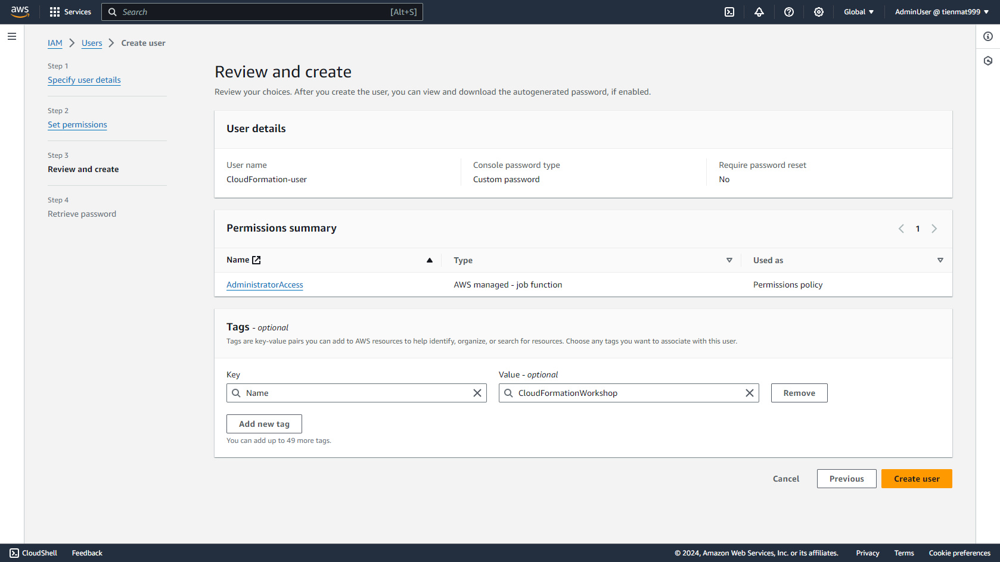 aws
Services
Search
[Alt+S]
Global
AdminUser @ tienmat999
IAM
Users
Create user
Step 1
Specify user details
Step 2
Set permissions
Step 3
Review and create
Step 4
Retrieve password
Review and create
Review your choices. After you create the user, you can view and download the autogenerated password, if enabled.
User details
User name
CloudFormation-user
Console password type
Custom password
Require password reset
No
Permissions summary
1
Name
Type
Used as
AdministratorAccess
AWS managed - job function
Permissions policy
Tags - optional
Tags are key-value pairs you can add to AWS resources to help identify, organize, or search for resources. Choose any tags you want to associate with this user.
Key
Value - optional
Name
CloudFormationWorkshop
Remove
Add new tag
You can add up to 49 more tags.
Cancel
Previous
Create user
CloudShell
Feedback
© 2024, Amazon Web Services, Inc. or its affiliates.
Privacy
Terms
Cookie preferences